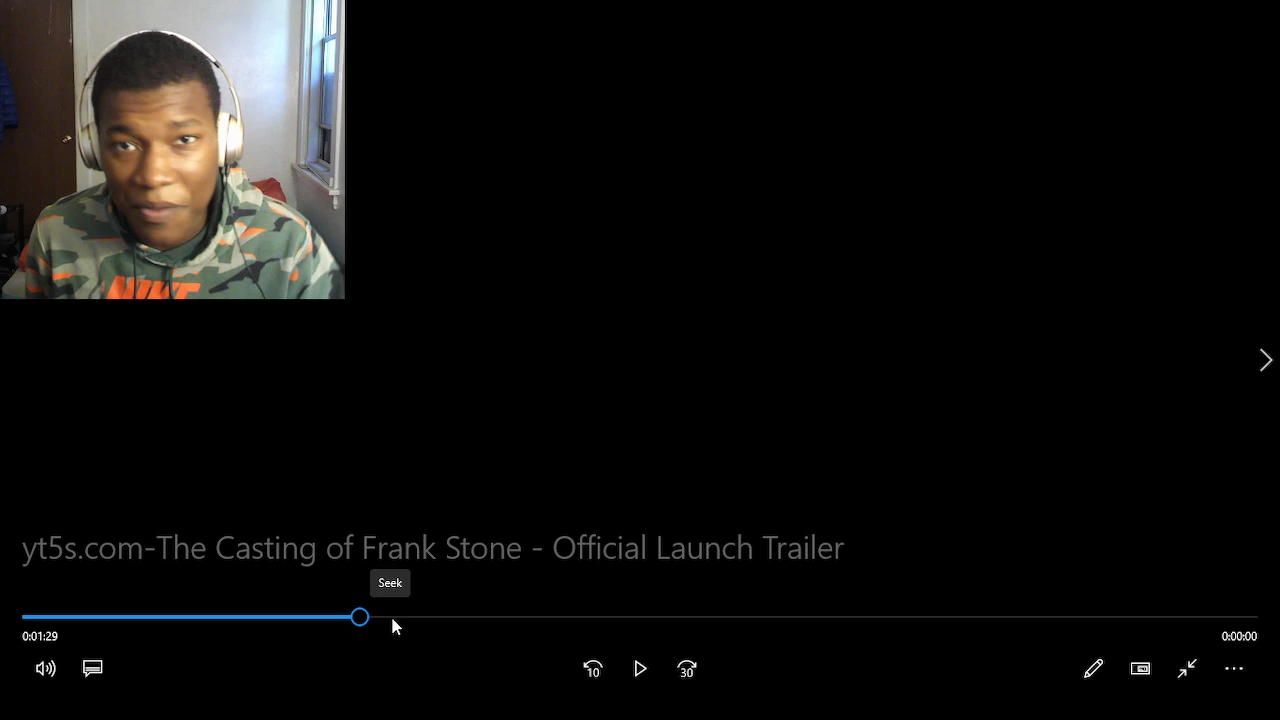 NIKE
yt5s.com-The Casting of Frank Stone - Official Launch Trailer
Seek
0:01:29
0:00:00
10
30